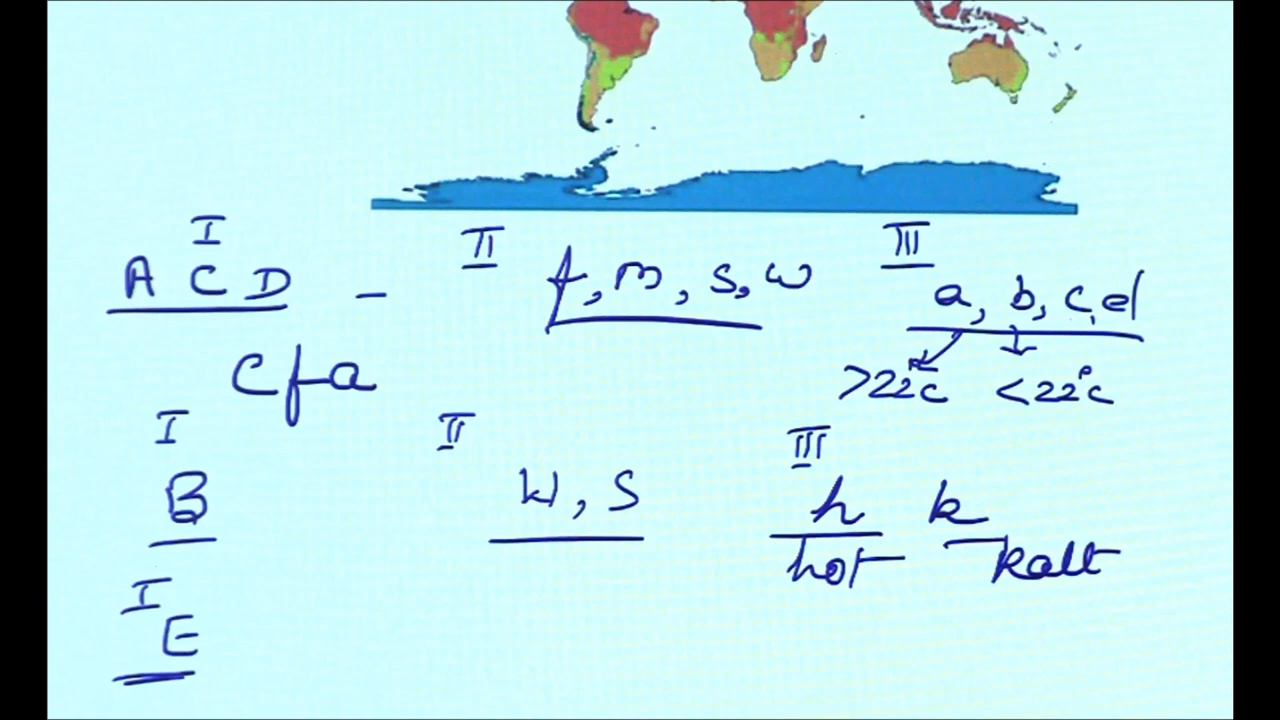 I II III
A C D - f, m, s, w a, b, c, d
Cfa >22°c <22°c
I II III
B W, S h k
hot kalt
I
E